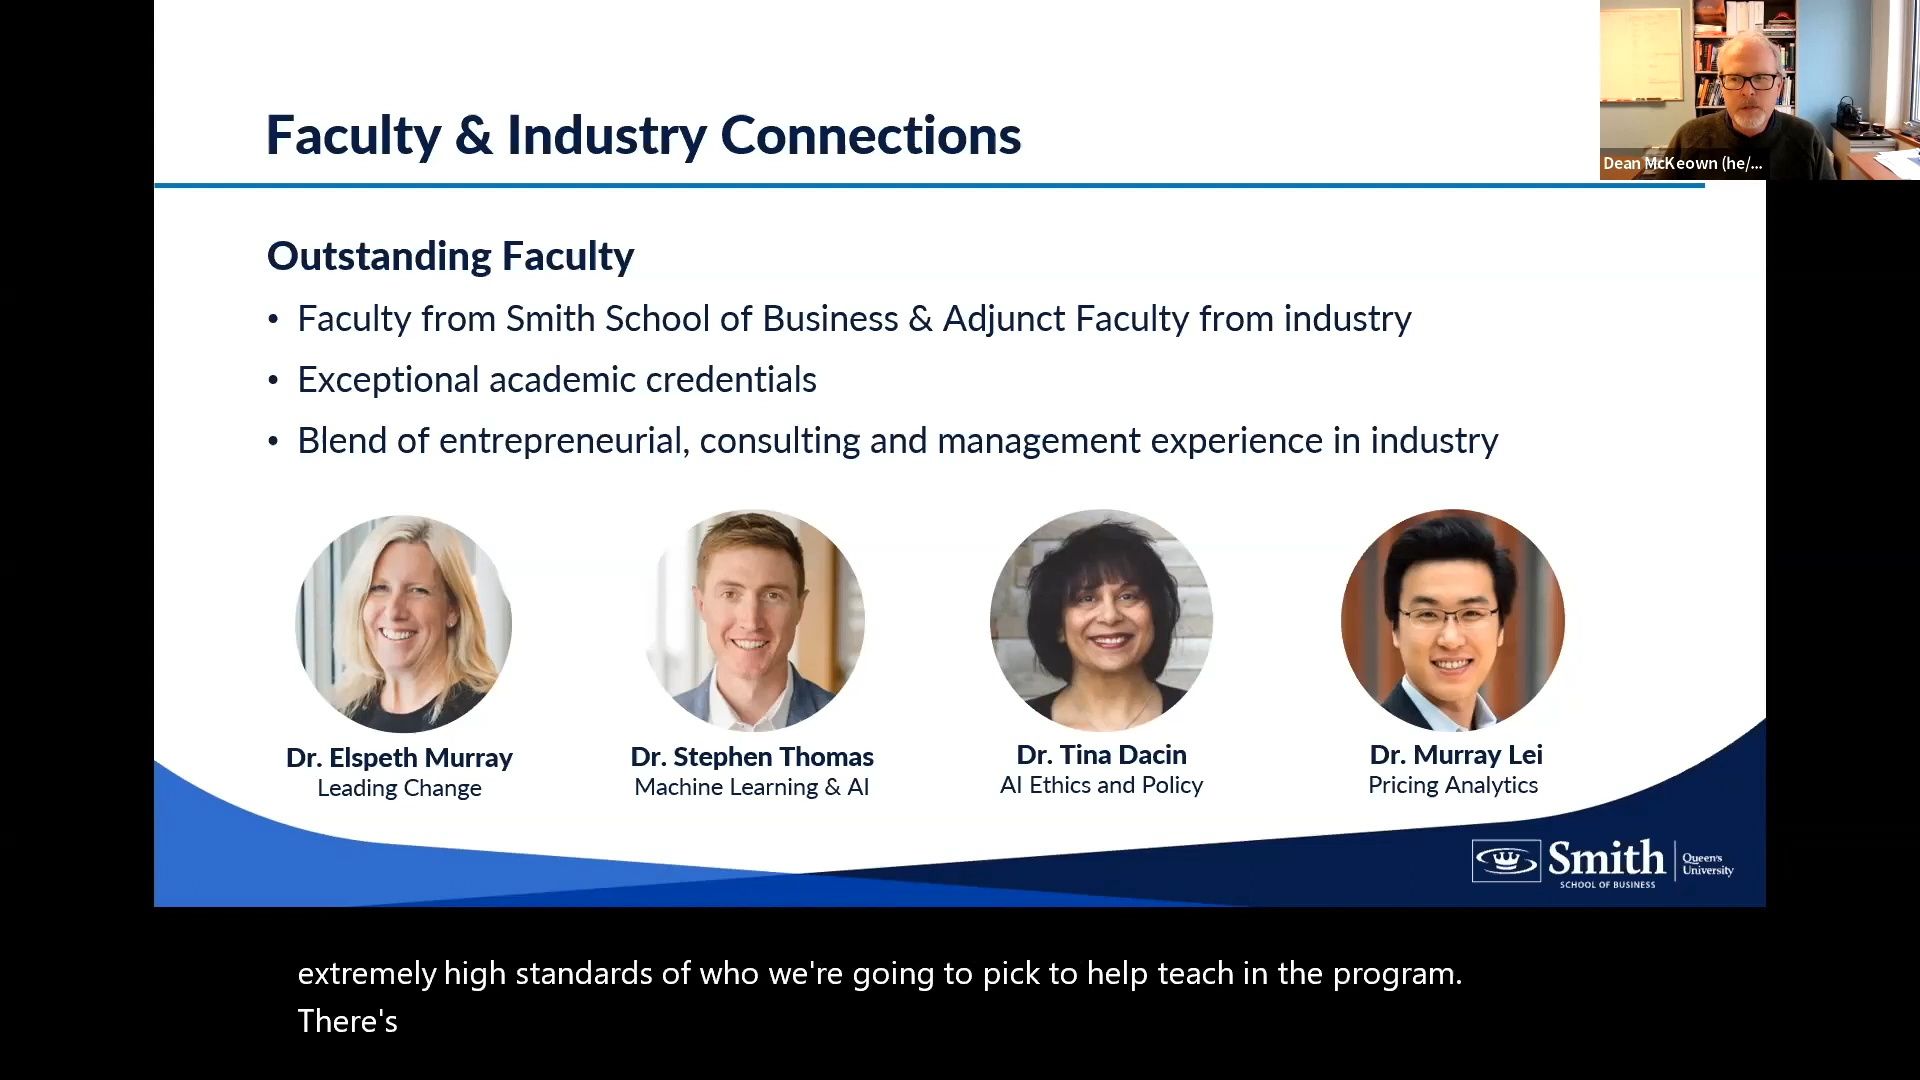 Faculty & Industry Connections
Dean McKeown (he/...
Outstanding Faculty
• Faculty from Smith School of Business & Adjunct Faculty from industry
• Exceptional academic credentials
• Blend of entrepreneurial, consulting and management experience in industry
Dr. Elspeth Murray
Leading Change
Dr. Stephen Thomas
Machine Learning & AI
Dr. Tina Dacin
AI Ethics and Policy
Dr. Murray Lei
Pricing Analytics
Smith
SCHOOL OF BUSINESS
Queen's
University
extremely high standards of who we're going to pick to help teach in the program.
There's